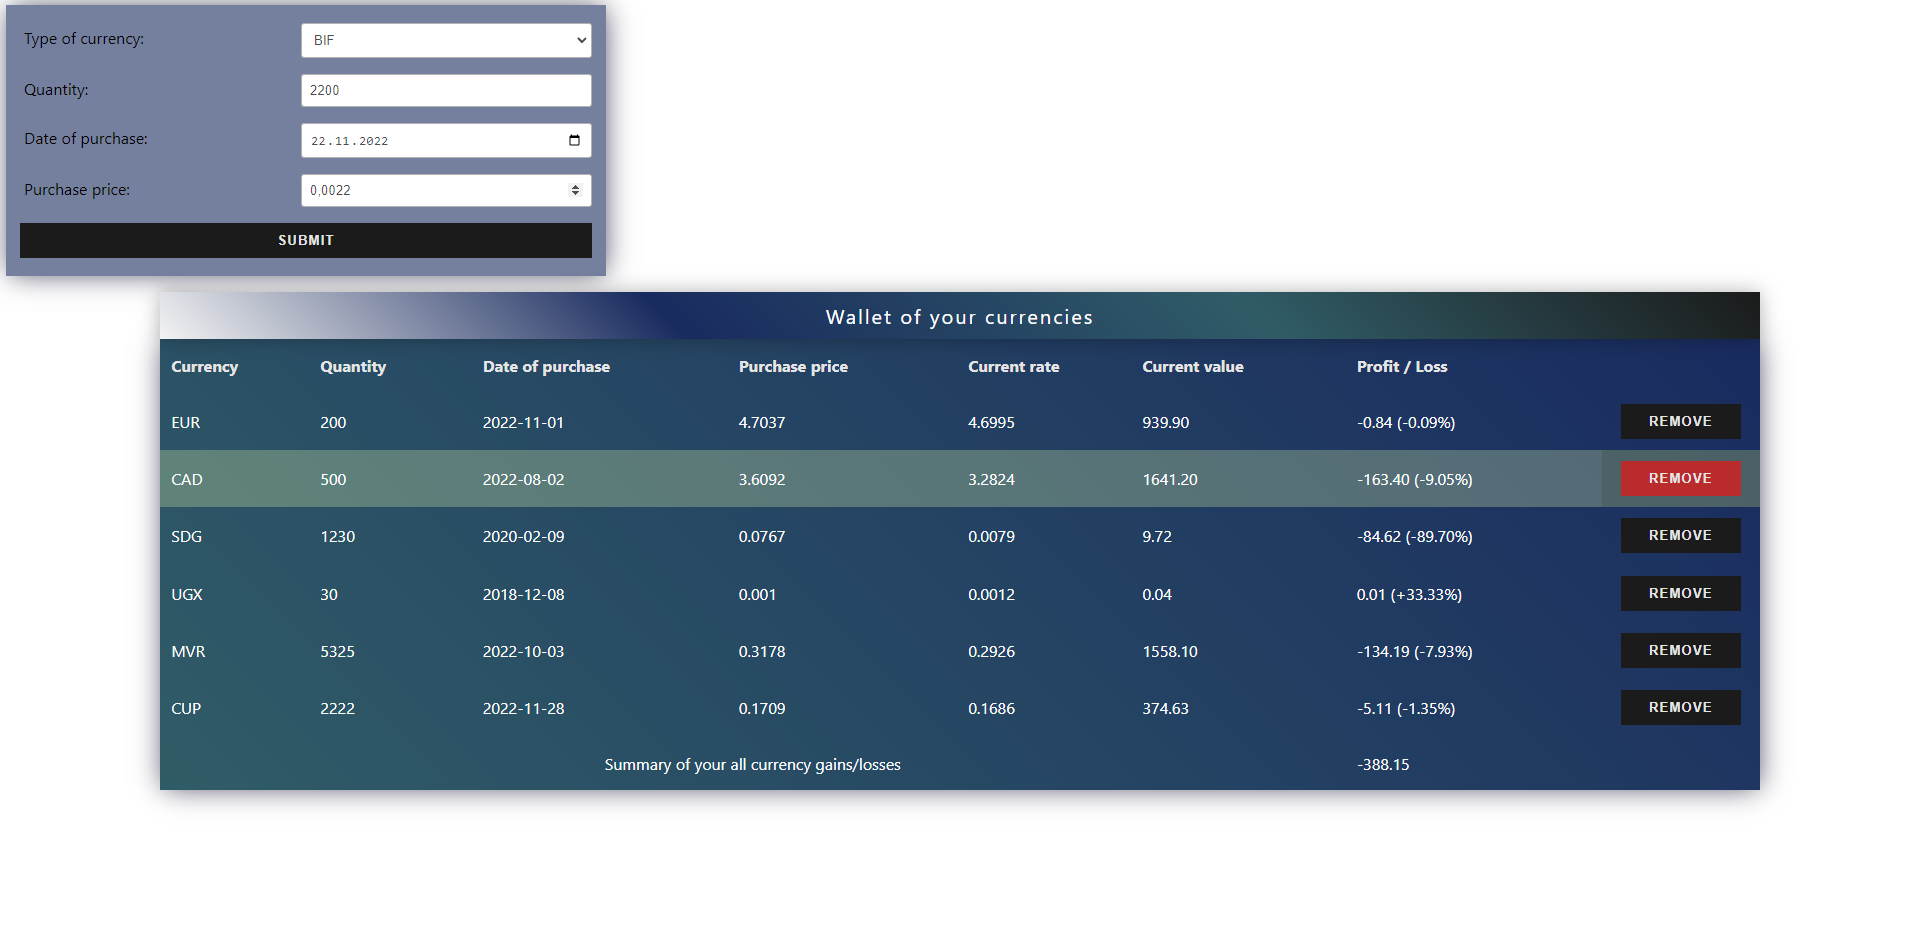 Type of currency: BIF
Quantity: 2200
Date of purchase: 22.11.2022
Purchase price: 0,0022
SUBMIT
Wallet of your currencies
Currency Quantity Date of purchase Purchase price Current rate Current value Profit / Loss
EUR 200 2022-11-01 4.7037 4.6995 939.90 -0.84 (-0.09%) REMOVE
CAD 500 2022-08-02 3.6092 3.2824 1641.20 -163.40 (-9.05%) REMOVE
SDG 1230 2020-02-09 0.0767 0.0079 9.72 -84.62 (-89.70%) REMOVE
UGX 30 2018-12-08 0.001 0.0012 0.04 0.01 (+33.33%) REMOVE
MVR 5325 2022-10-03 0.3178 0.2926 1558.10 -134.19 (-7.93%) REMOVE
CUP 2222 2022-11-28 0.1709 0.1686 374.63 -5.11 (-1.35%) REMOVE
Summary of your all currency gains/losses -388.15